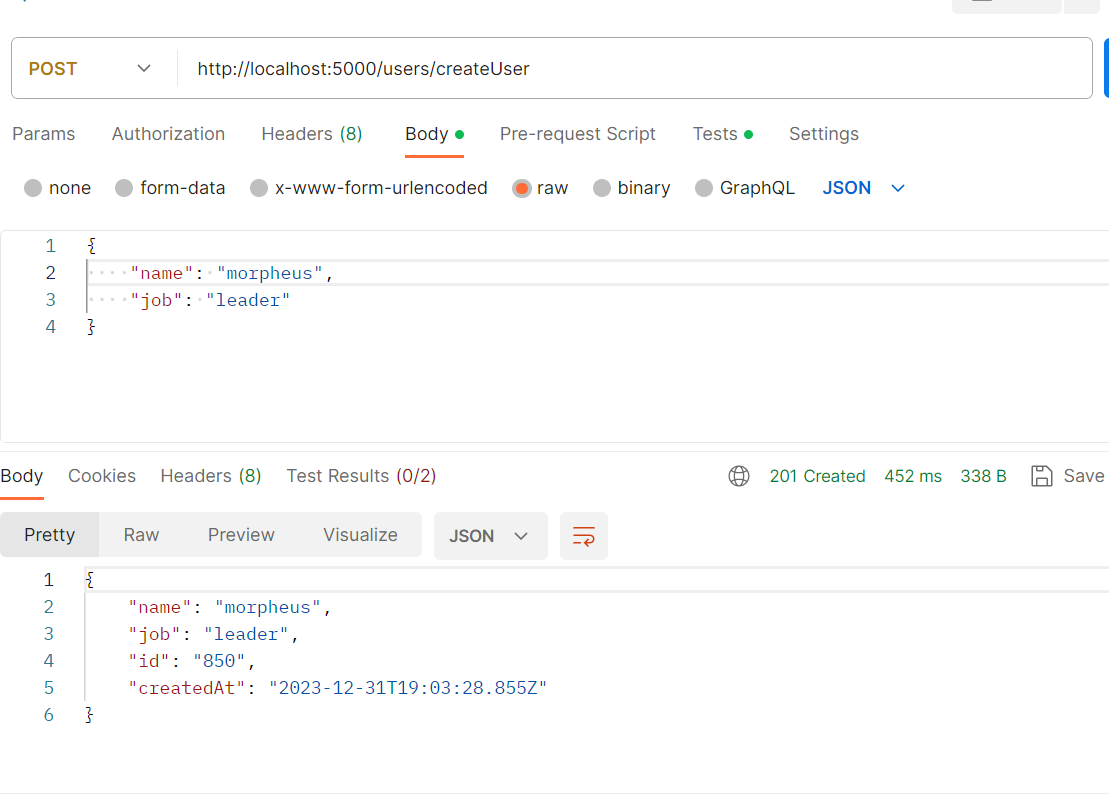 POST http://localhost:5000/users/createUser
Params Authorization Headers (8) Body Pre-request Script Tests Settings
none form-data x-www-form-urlencoded raw binary GraphQL JSON
1 {
2 "name": "morpheus",
3 "job": "leader"
4 }
Body Cookies Headers (8) Test Results (0/2) 201 Created 452 ms 338 B Save
Pretty Raw Preview Visualize JSON
1 {
2 "name": "morpheus",
3 "job": "leader",
4 "id": "850",
5 "createdAt": "2023-12-31T19:03:28.855Z"
6 }